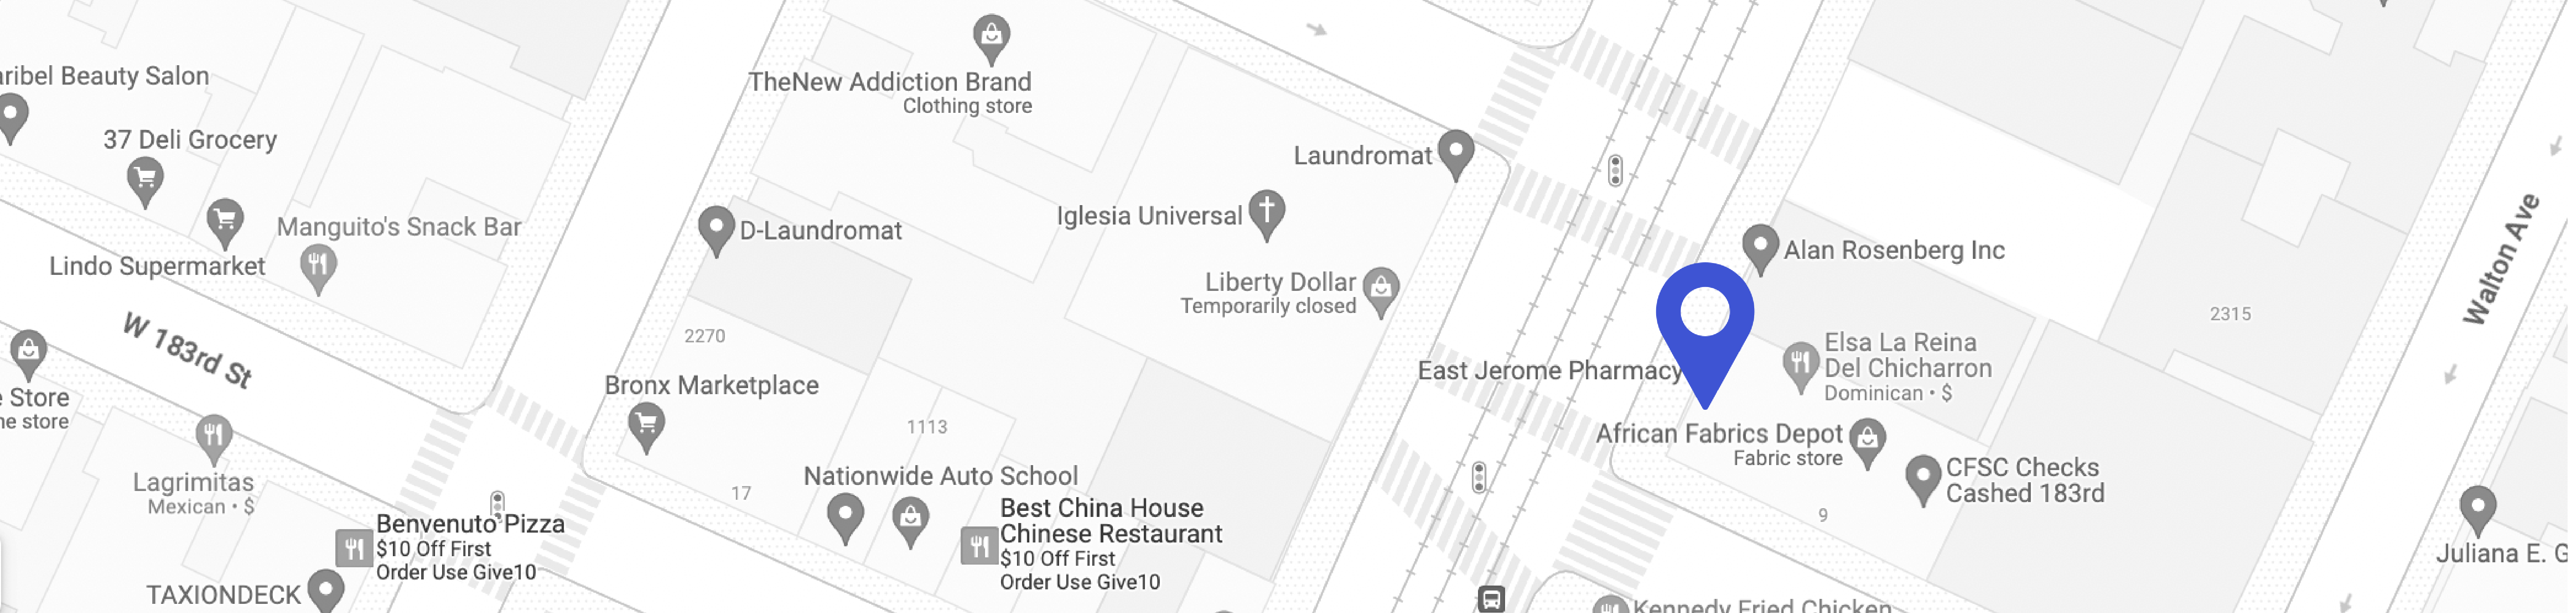 aribel Beauty Salon
37 Deli Grocery
Lindo Supermarket
Manguito's Snack Bar
W 183rd St
e Store
ne store
Lagrimitas
Mexican • $
Benvenuto Pizza
$10 Off First
Order Use Give10
TAXIONDECK
TheNew Addiction Brand
Clothing store
D-Laundromat
2270
Bronx Marketplace
1113
17
Nationwide Auto School
Best China House
Chinese Restaurant
$10 Off First
Order Use Give10
Laundromat
Iglesia Universal
Liberty Dollar
Temporarily closed
East Jerome Pharmacy
Alan Rosenberg Inc
Elsa La Reina
Del Chicharron
Dominican • $
African Fabrics Depot
Fabric store
CFSC Checks
Cashed 183rd
9
Kennedy Fried Chicken
2315
Walton Ave
Juliana E. G